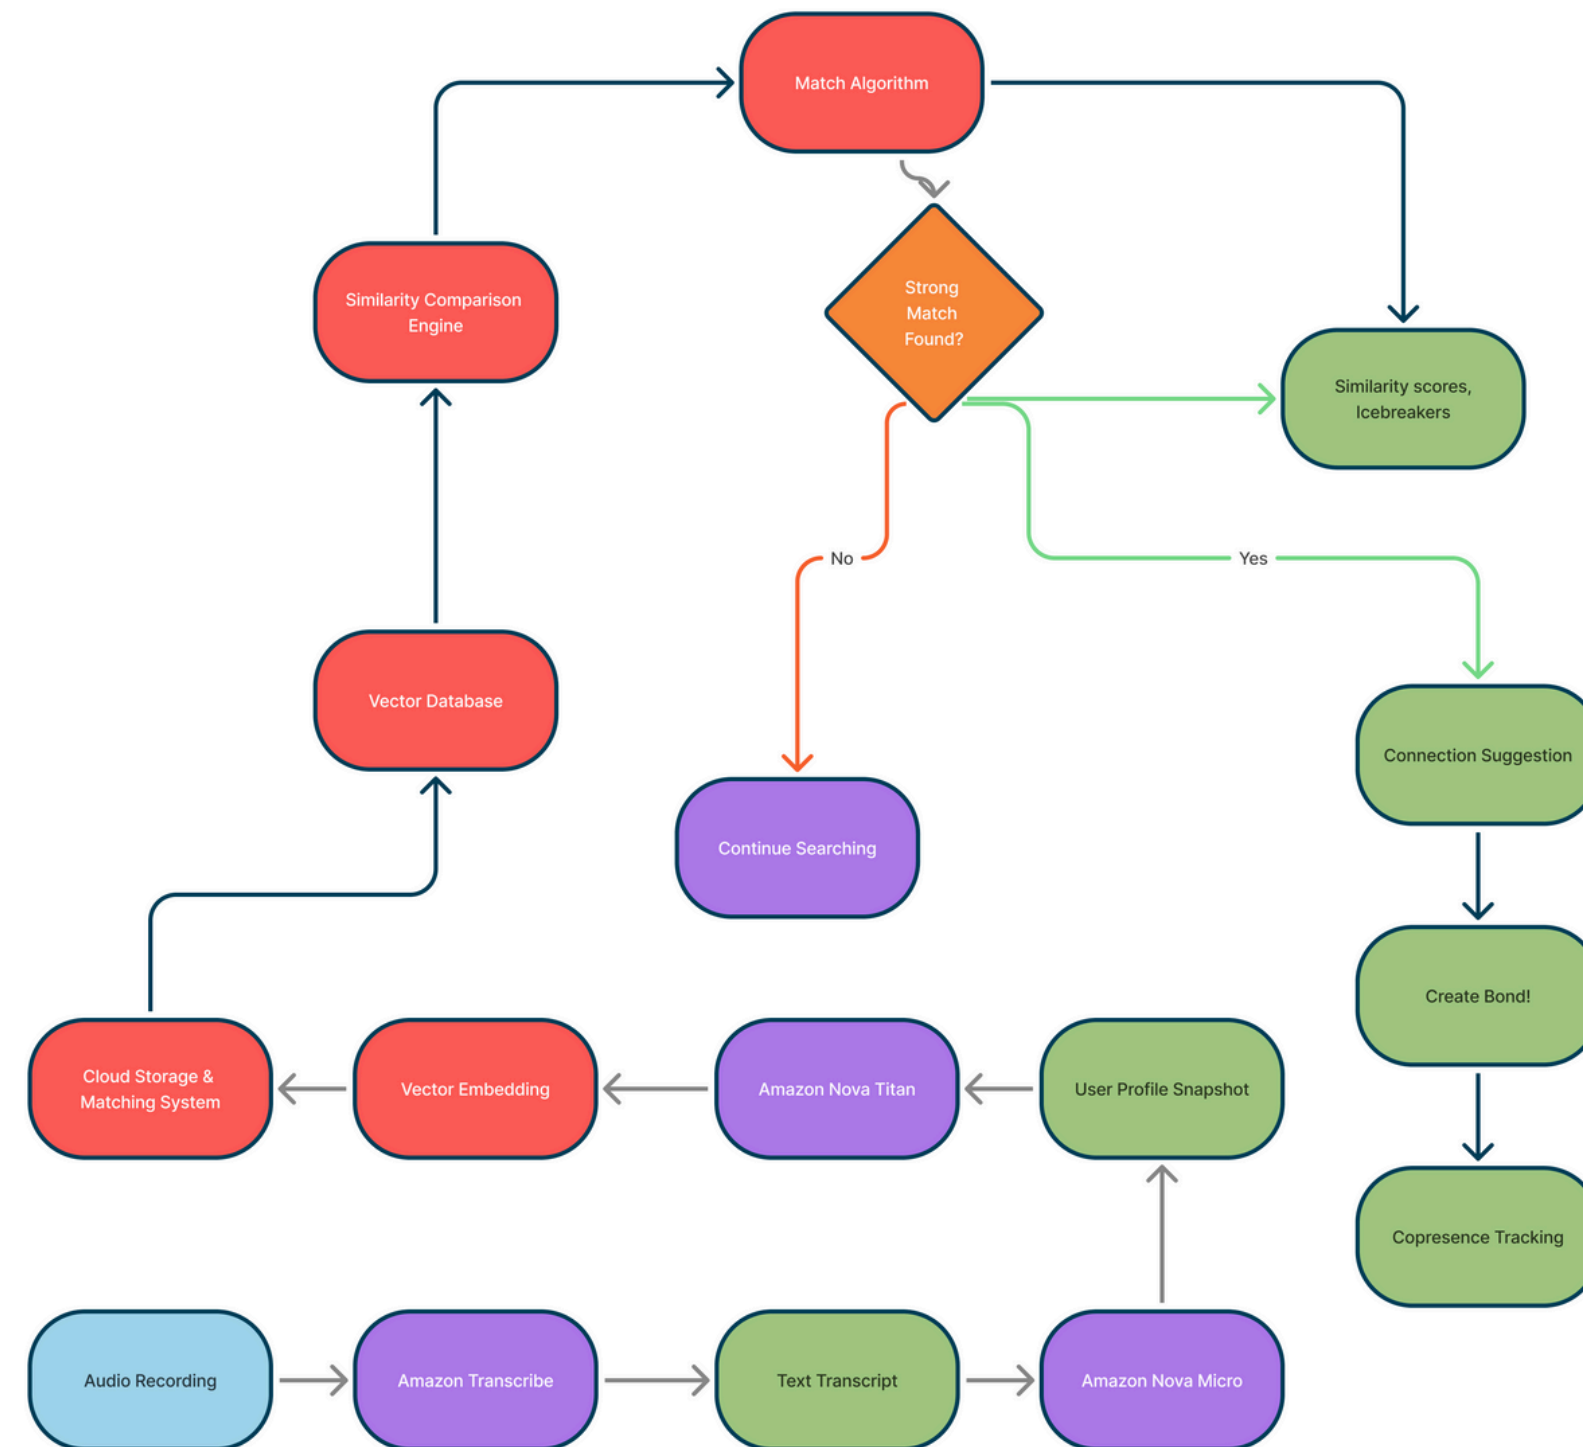 Match Algorithm
Strong
Match
Found?
Similarity Comparison
Engine
Similarity scores,
Icebreakers
No
Yes
Vector Database
Connection Suggestion
Continue Searching
Create Bond!
Cloud Storage &
Matching System
Vector Embedding
Amazon Nova Titan
User Profile Snapshot
Copresence Tracking
Audio Recording
Amazon Transcribe
Text Transcript
Amazon Nova Micro